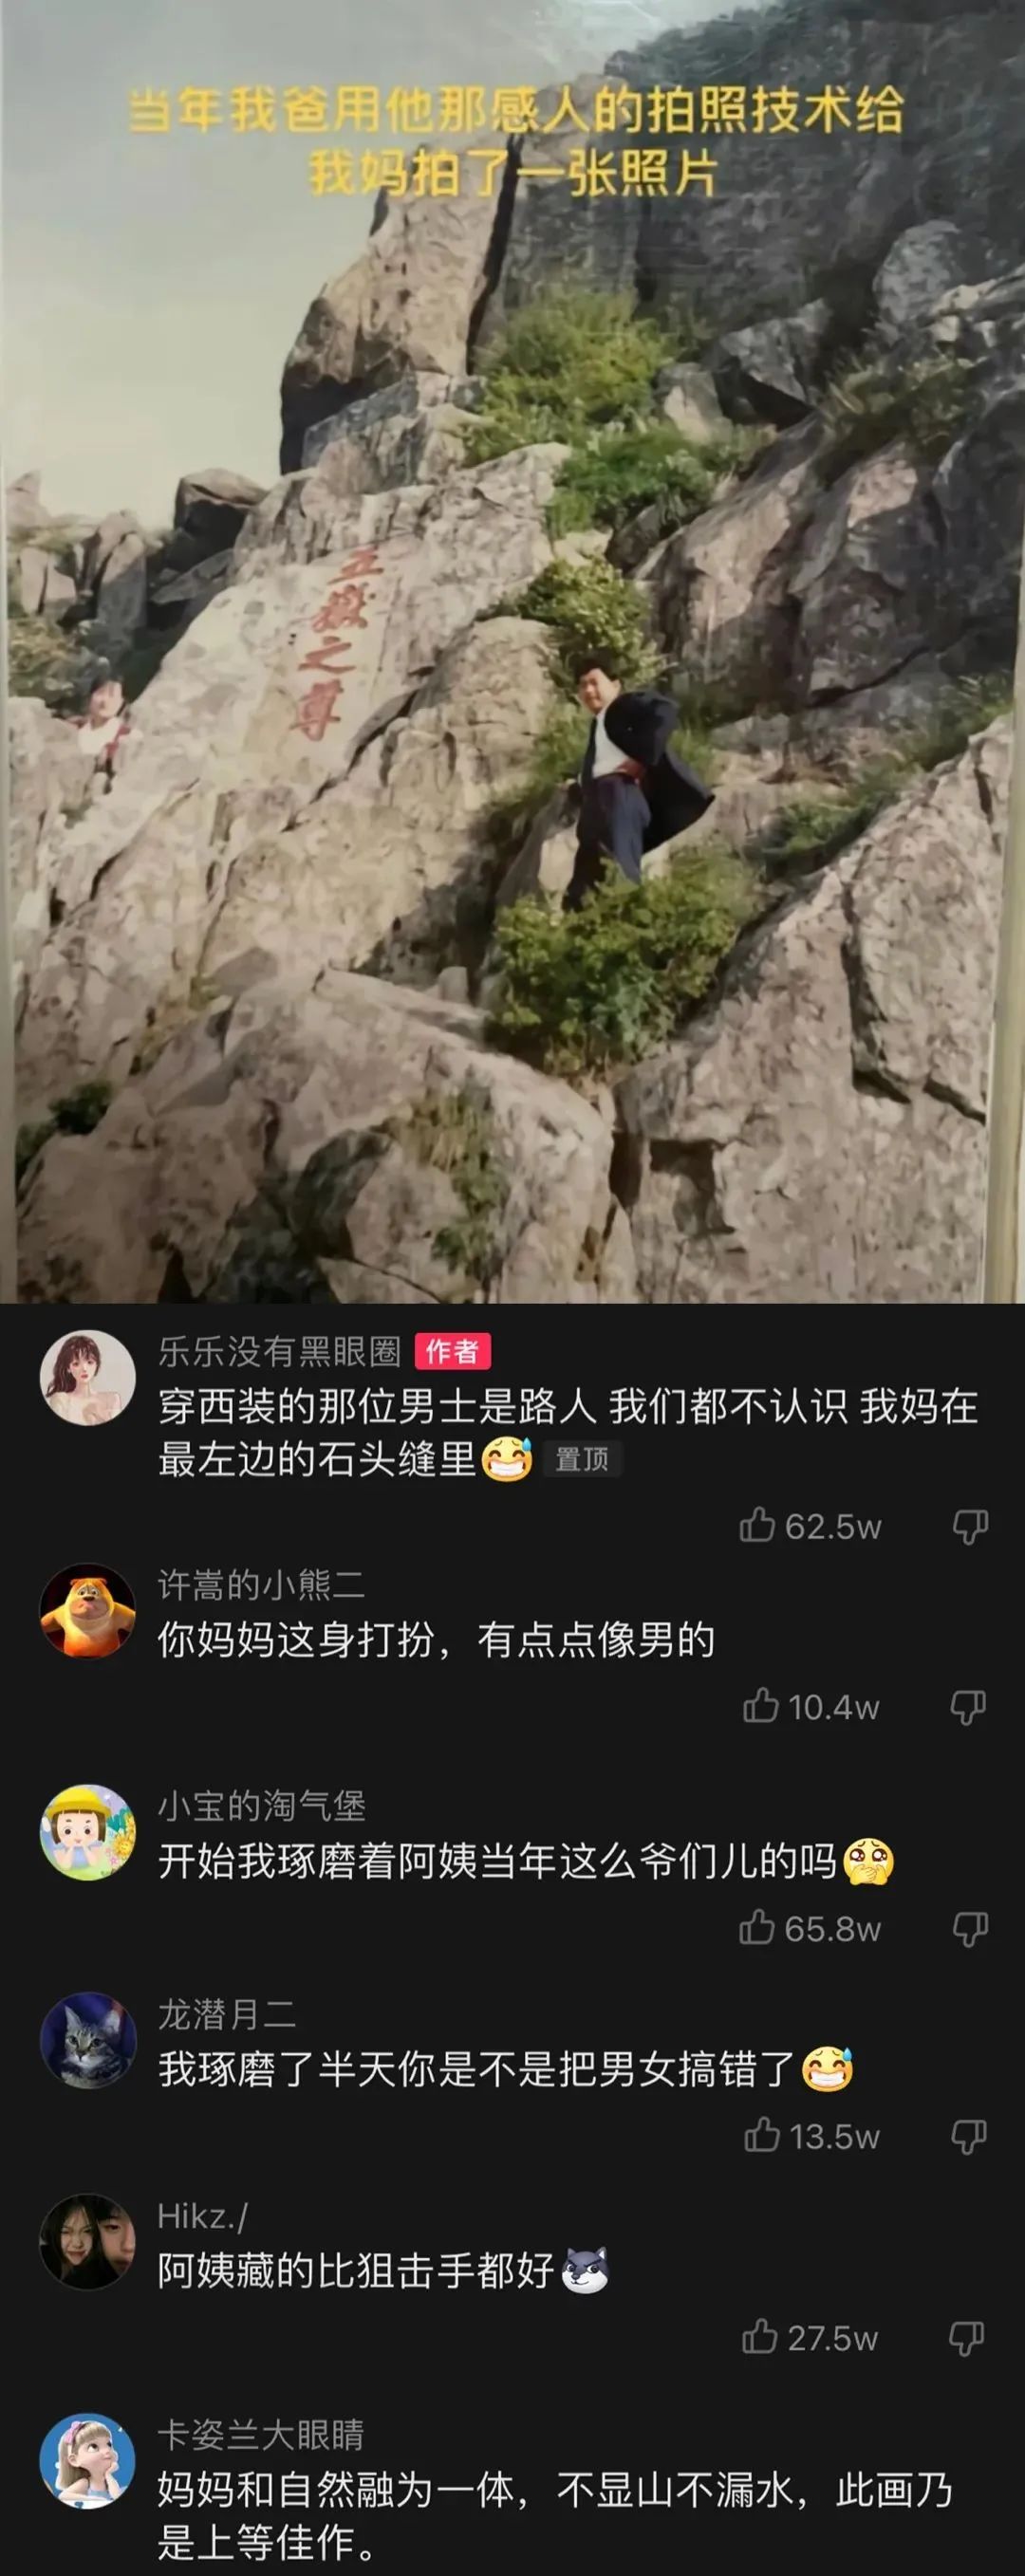 当年我爸用他那感人的拍照技术给
我妈拍了一张照片
五
嶽
之
尊
乐乐没有黑眼圈 作者
穿西装的那位男士是路人 我们都不认识 我妈在
最左边的石头缝里😅 置顶
62.5w
许嵩的小熊二
你妈妈这身打扮，有点点像男的
10.4w
小宝的淘气堡
开始我琢磨着阿姨当年这么爷们儿的吗🥺
65.8w
龙潜月二
我琢磨了半天你是不是把男女搞错了😅
13.5w
Hikz./
阿姨藏的比狙击手都好
27.5w
卡姿兰大眼睛
妈妈和自然融为一体，不显山不漏水，此画乃
是上等佳作。